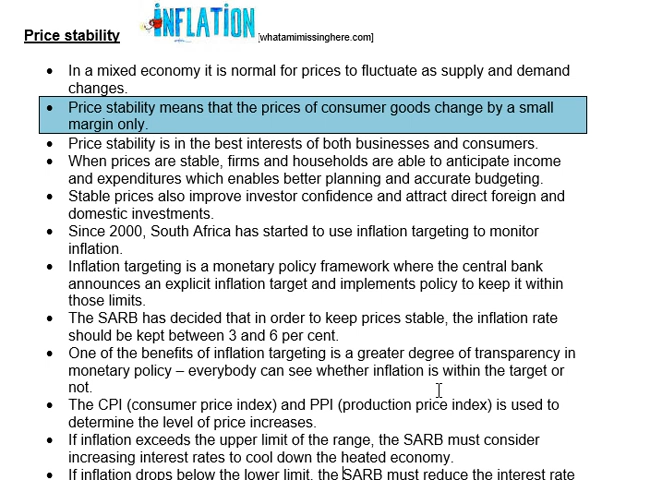 INFLATION
Price stability [whatamimissinghere.com]
• In a mixed economy it is normal for prices to fluctuate as supply and demand
changes.
• Price stability means that the prices of consumer goods change by a small
margin only.
• Price stability is in the best interests of both businesses and consumers.
• When prices are stable, firms and households are able to anticipate income
and expenditures which enables better planning and accurate budgeting.
• Stable prices also improve investor confidence and attract direct foreign and
domestic investments.
• Since 2000, South Africa has started to use inflation targeting to monitor
inflation.
• Inflation targeting is a monetary policy framework where the central bank
announces an explicit inflation target and implements policy to keep it within
those limits.
• The SARB has decided that in order to keep prices stable, the inflation rate
should be kept between 3 and 6 per cent.
• One of the benefits of inflation targeting is a greater degree of transparency in
monetary policy – everybody can see whether inflation is within the target or
not.
• The CPI (consumer price index) and PPI (production price index) is used to
determine the level of price increases.
• If inflation exceeds the upper limit of the range, the SARB must consider
increasing interest rates to cool down the heated economy.
• If inflation drops below the lower limit, the SARB must reduce the interest rate